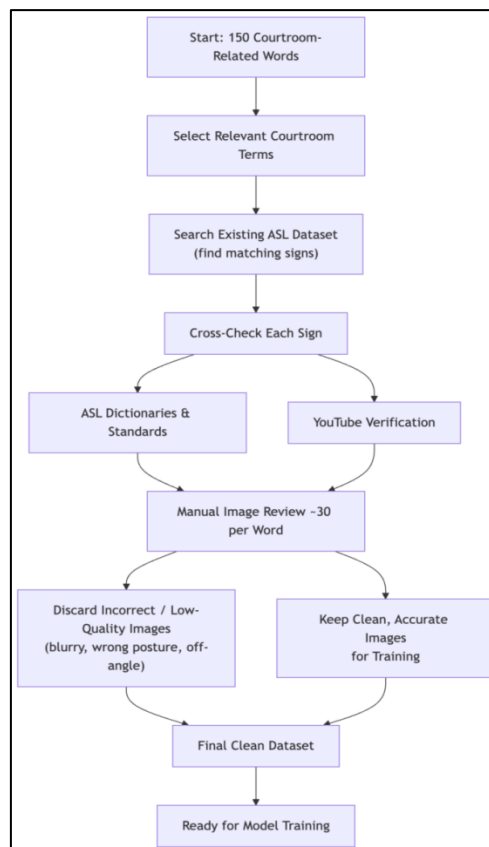 Start: 150 Courtroom-
Related Words
Select Relevant Courtroom
Terms
Search Existing ASL Dataset
(find matching signs)
Cross-Check Each Sign
ASL Dictionaries &
Standards
YouTube Verification
Manual Image Review ~30
per Word
Discard Incorrect / Low-
Quality Images
(blurry, wrong posture, off-
angle)
Keep Clean, Accurate
Images
for Training
Final Clean Dataset
Ready for Model Training